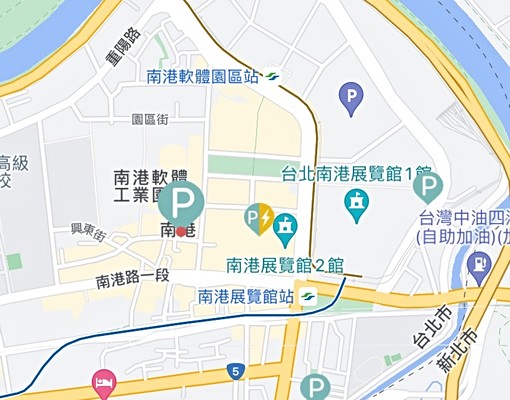 重陽路
南港軟體園區站
P
園區街
高級
校
南港軟體
工業園
台北南港展覽館1館
P
P
P
台灣中油四
(自助加油)(加
興東街
南港
南港展覽館2館
南港路一段
南港展覽館站
台北市
新北市
5
P